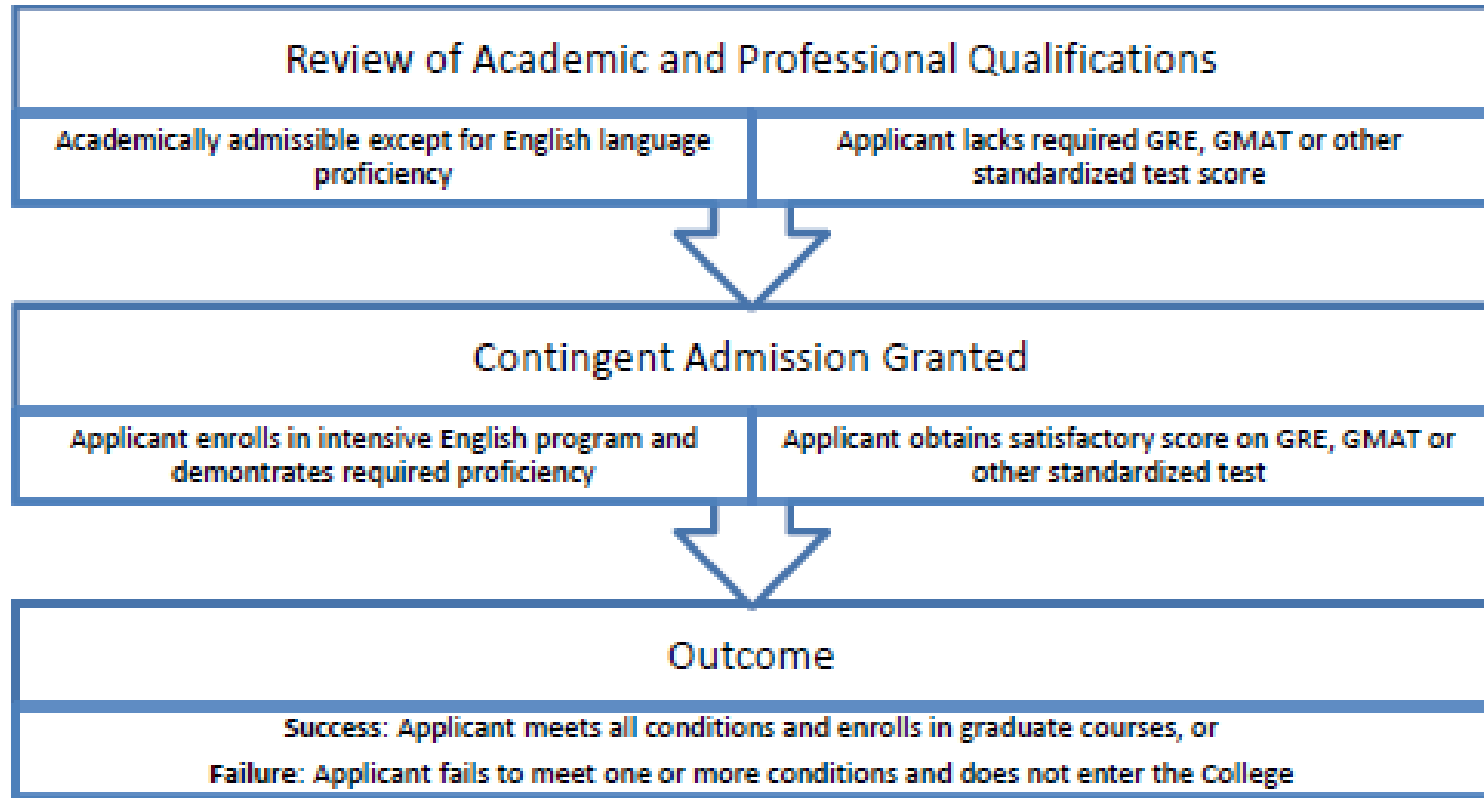 Review of Academic and Professional Qualifications
Academically admissible except for English language
proficiency
Applicant lacks required GRE, GMAT or other
standardized test score
Contingent Admission Granted
Applicant enrolls in intensive English program and
demontrates required proficiency
Applicant obtains satisfactory score on GRE, GMAT or
other standardized test
Outcome
Success: Applicant meets all conditions and enrolls in graduate courses, or
Failure: Applicant fails to meet one or more conditions and does not enter the College